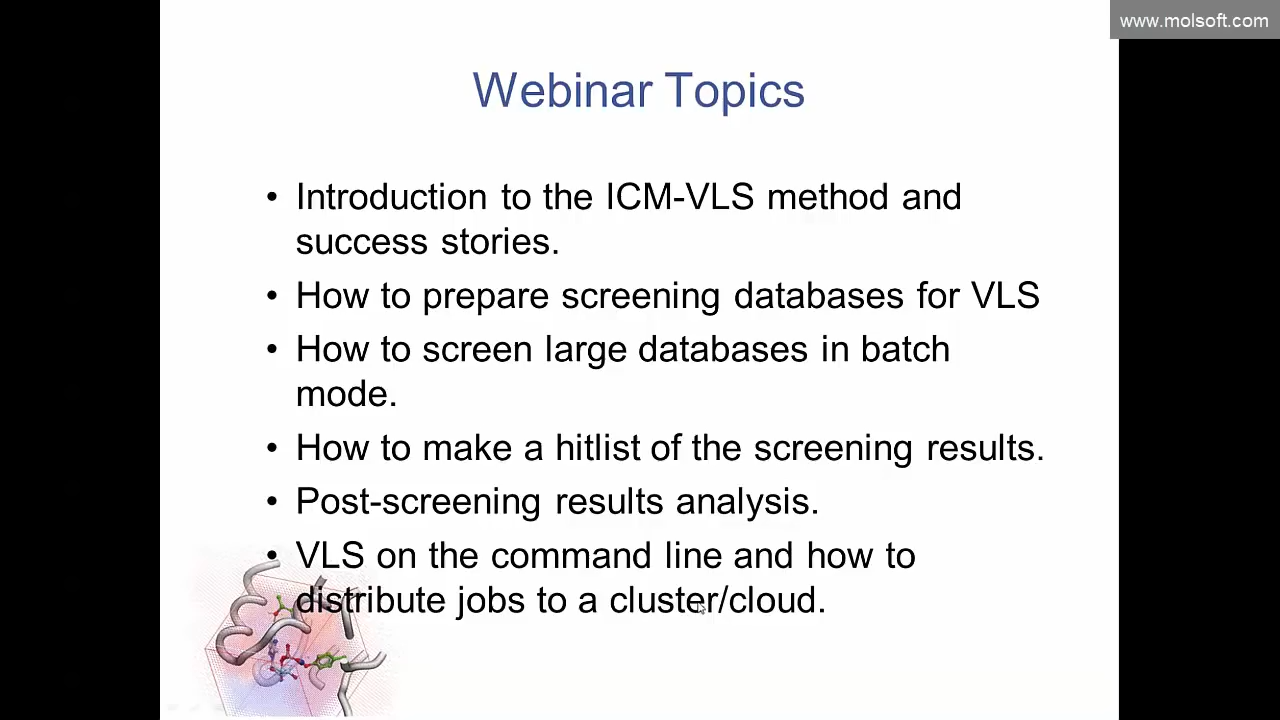 www.molsoft.com
Webinar Topics
• Introduction to the ICM-VLS method and
success stories.
• How to prepare screening databases for VLS
• How to screen large databases in batch
mode.
• How to make a hitlist of the screening results.
• Post-screening results analysis.
• VLS on the command line and how to
distribute jobs to a cluster/cloud.